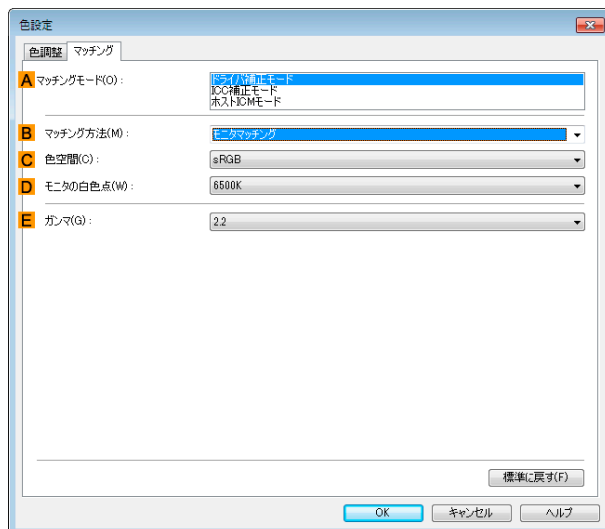 色設定
色調整 マッチング
A マッチングモード(O) : ドライバ補正モード
ICC補正モード
ホストICMモード
B マッチング方法(M) : モニタマッチング
C 色空間(C) : sRGB
D モニタの白色点(W) : 6500K
E ガンマ(G) : 2.2
標準に戻す(F)
OK キャンセル ヘルプ